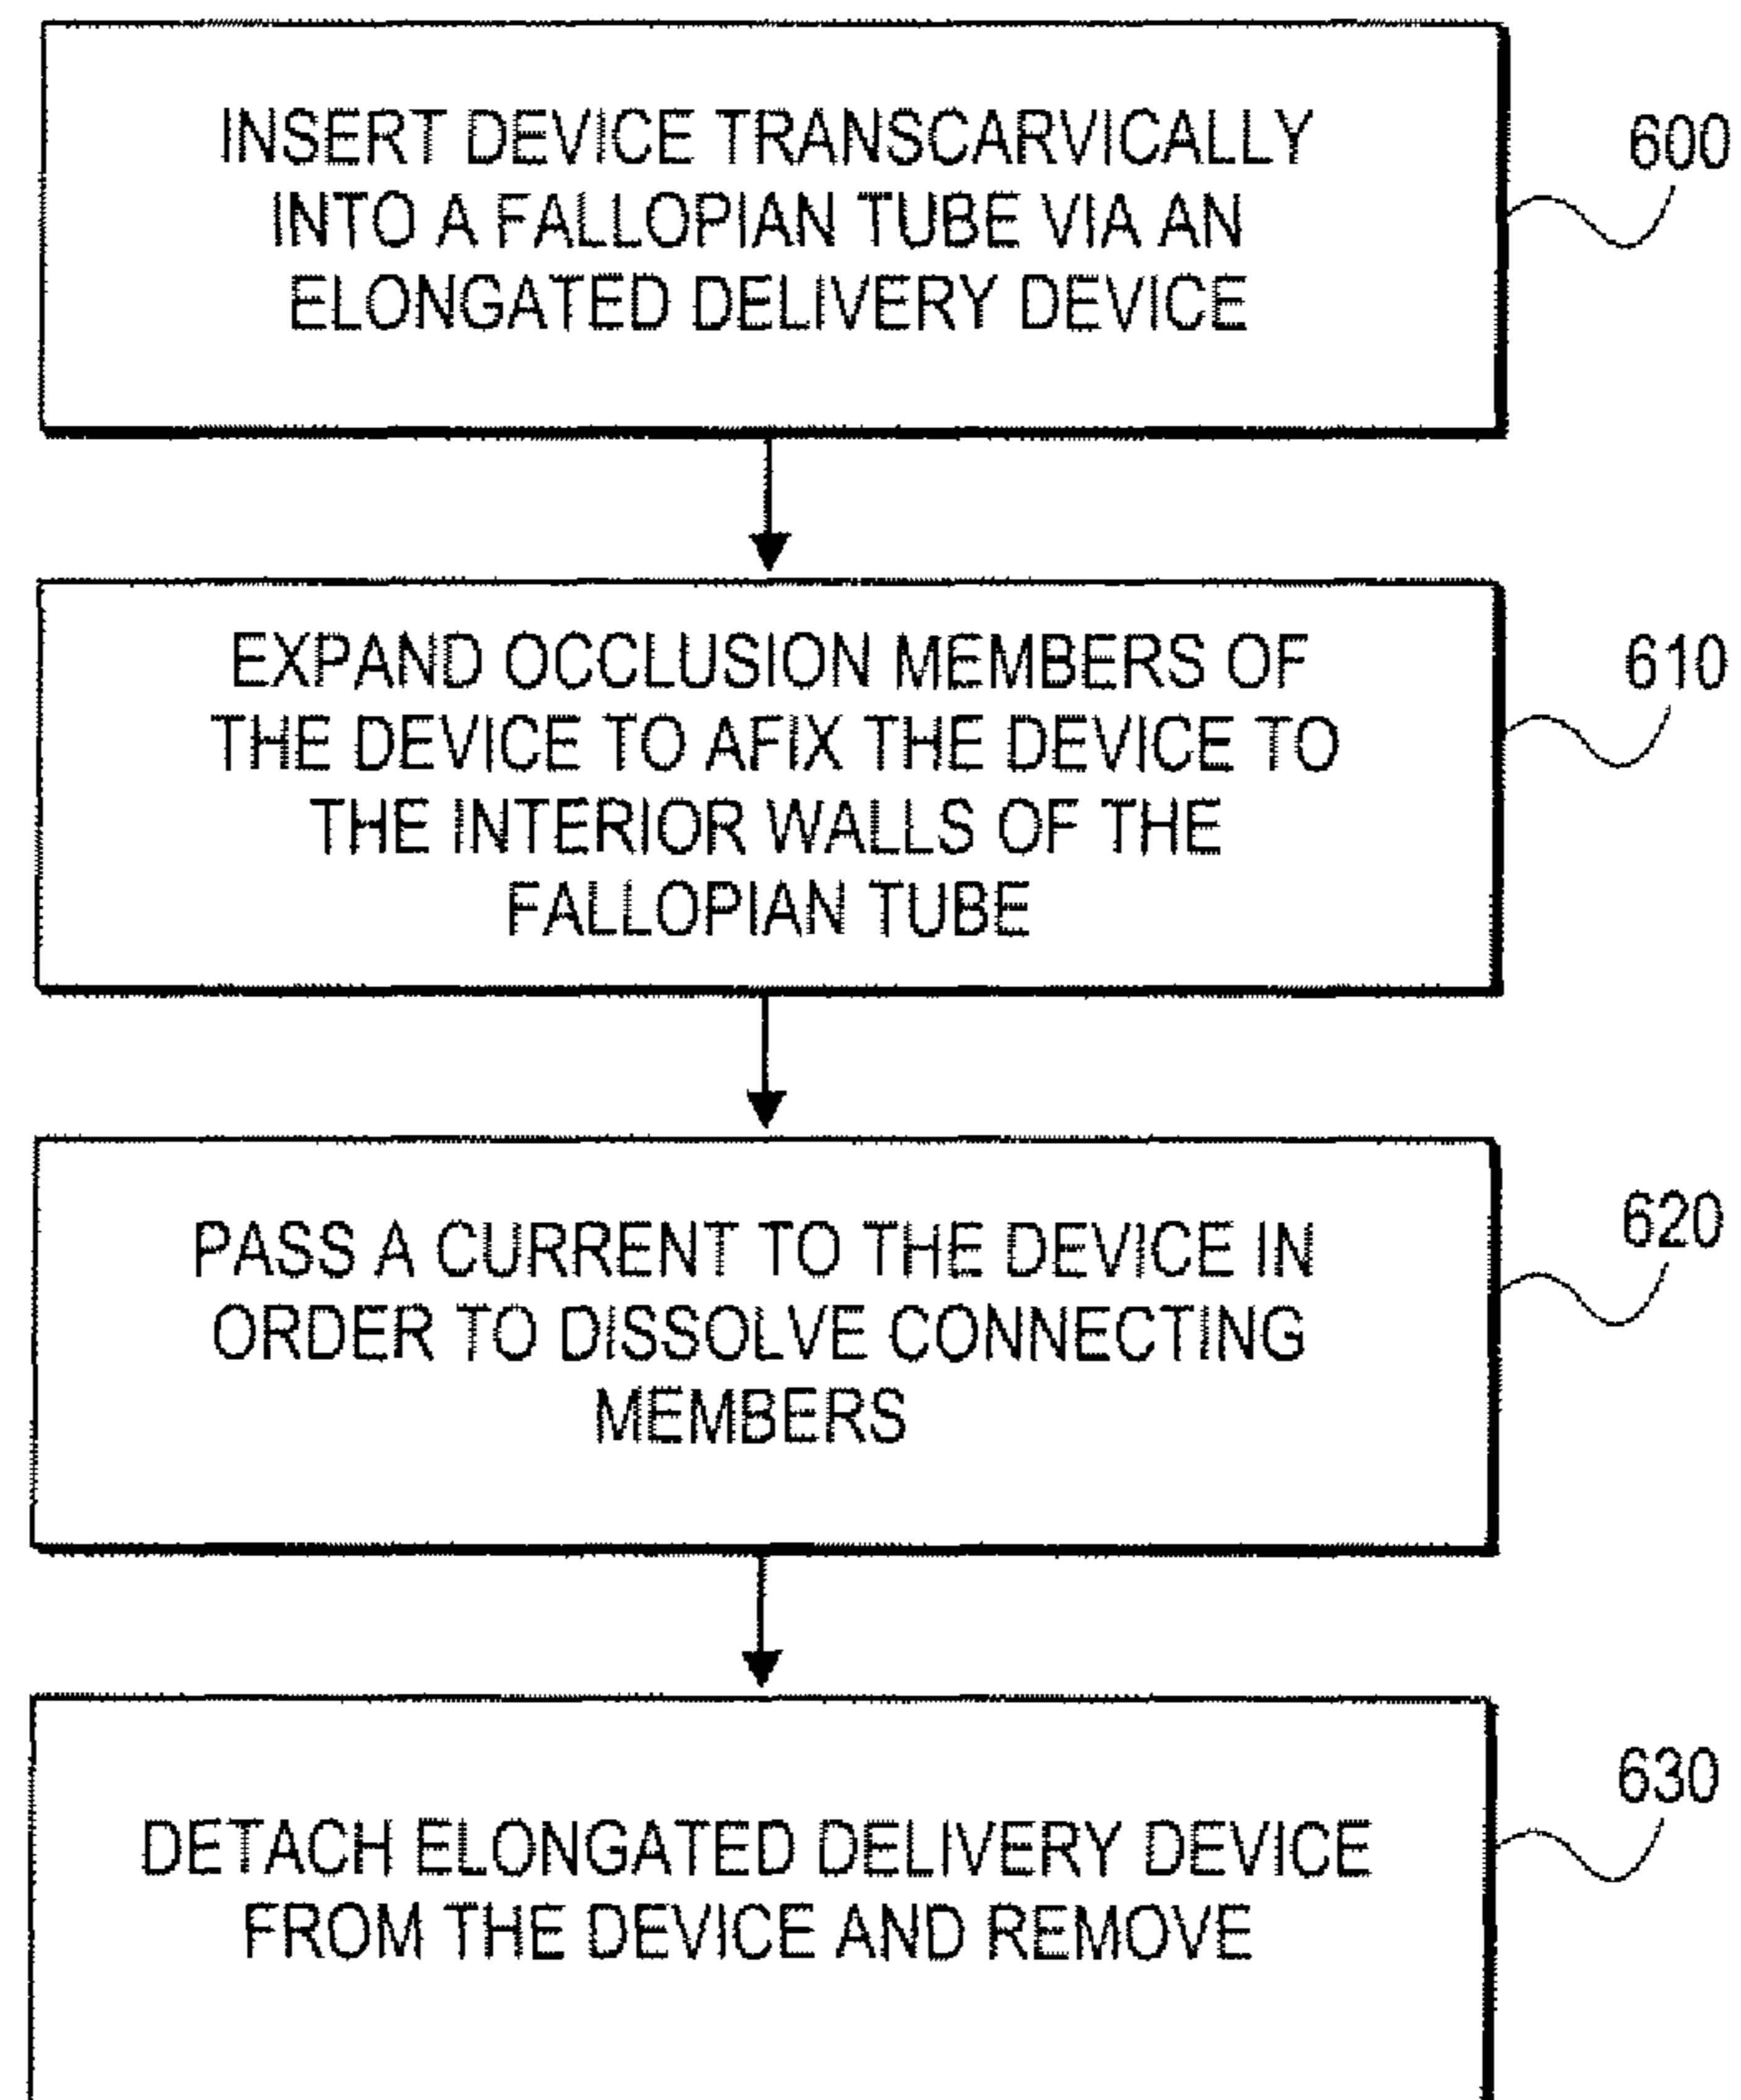 INSERT DEVICE TRANSCARVICALLY
INTO A FALLOPIAN TUBE VIA AN
ELONGATED DELIVERY DEVICE
600
EXPAND OCCLUSION MEMBERS OF
THE DEVICE TO AFIX THE DEVICE TO
THE INTERIOR WALLS OF THE
FALLOPIAN TUBE
610
PASS A CURRENT TO THE DEVICE IN
ORDER TO DISSOLVE CONNECTING
MEMBERS
620
DETACH ELONGATED DELIVERY DEVICE
FROM THE DEVICE AND REMOVE
630